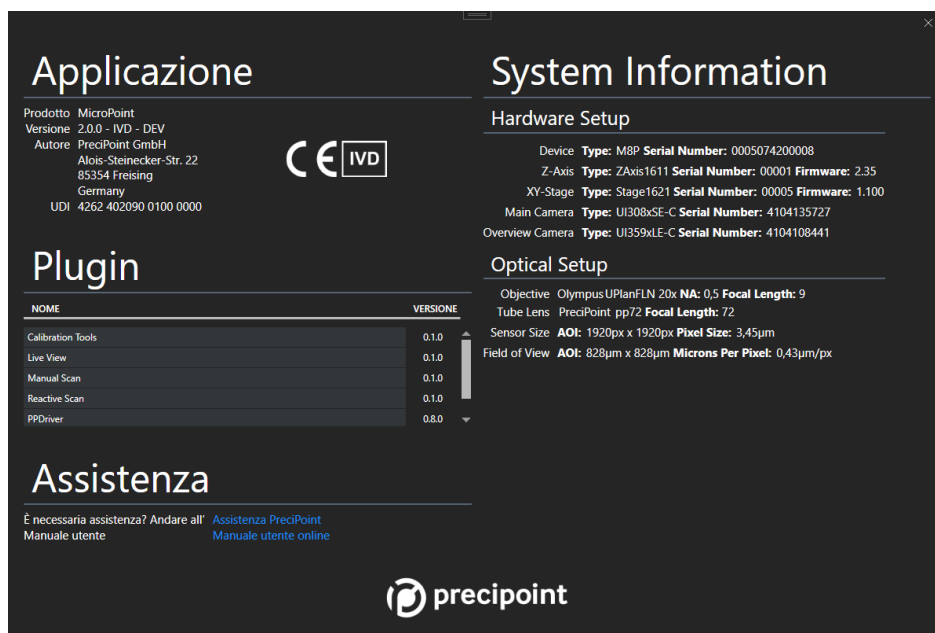 Applicazione
Prodotto MicroPoint
Versione 2.0.0 - IVD - DEV
Autore PreciPoint GmbH
Alois-Steinecker-Str. 22
85354 Freising
Germany
UDI 4262 402090 0100 0000
CE IVD
Plugin
NOME VERSIONE
Calibration Tools 0.1.0
Live View 0.1.0
Manual Scan 0.1.0
Reactive Scan 0.1.0
PPDriver 0.8.0
Assistenza
È necessaria assistenza? Andare all' Assistenza PreciPoint
Manuale utente Manuale utente online
System Information
Hardware Setup
Device Type: M8P Serial Number: 0005074200008
Z-Axis Type: ZAxis1611 Serial Number: 00001 Firmware: 2.35
XY-Stage Type: Stage1621 Serial Number: 00005 Firmware: 1.100
Main Camera Type: UI308xSE-C Serial Number: 4104135727
Overview Camera Type: UI359xLE-C Serial Number: 4104108441
Optical Setup
Objective Olympus UPlanFLN 20x NA: 0,5 Focal Length: 9
Tube Lens PreciPoint pp72 Focal Length: 72
Sensor Size AOI: 1920px x 1920px Pixel Size: 3,45µm
Field of View AOI: 828µm x 828µm Microns Per Pixel: 0,43µm/px
precipoint